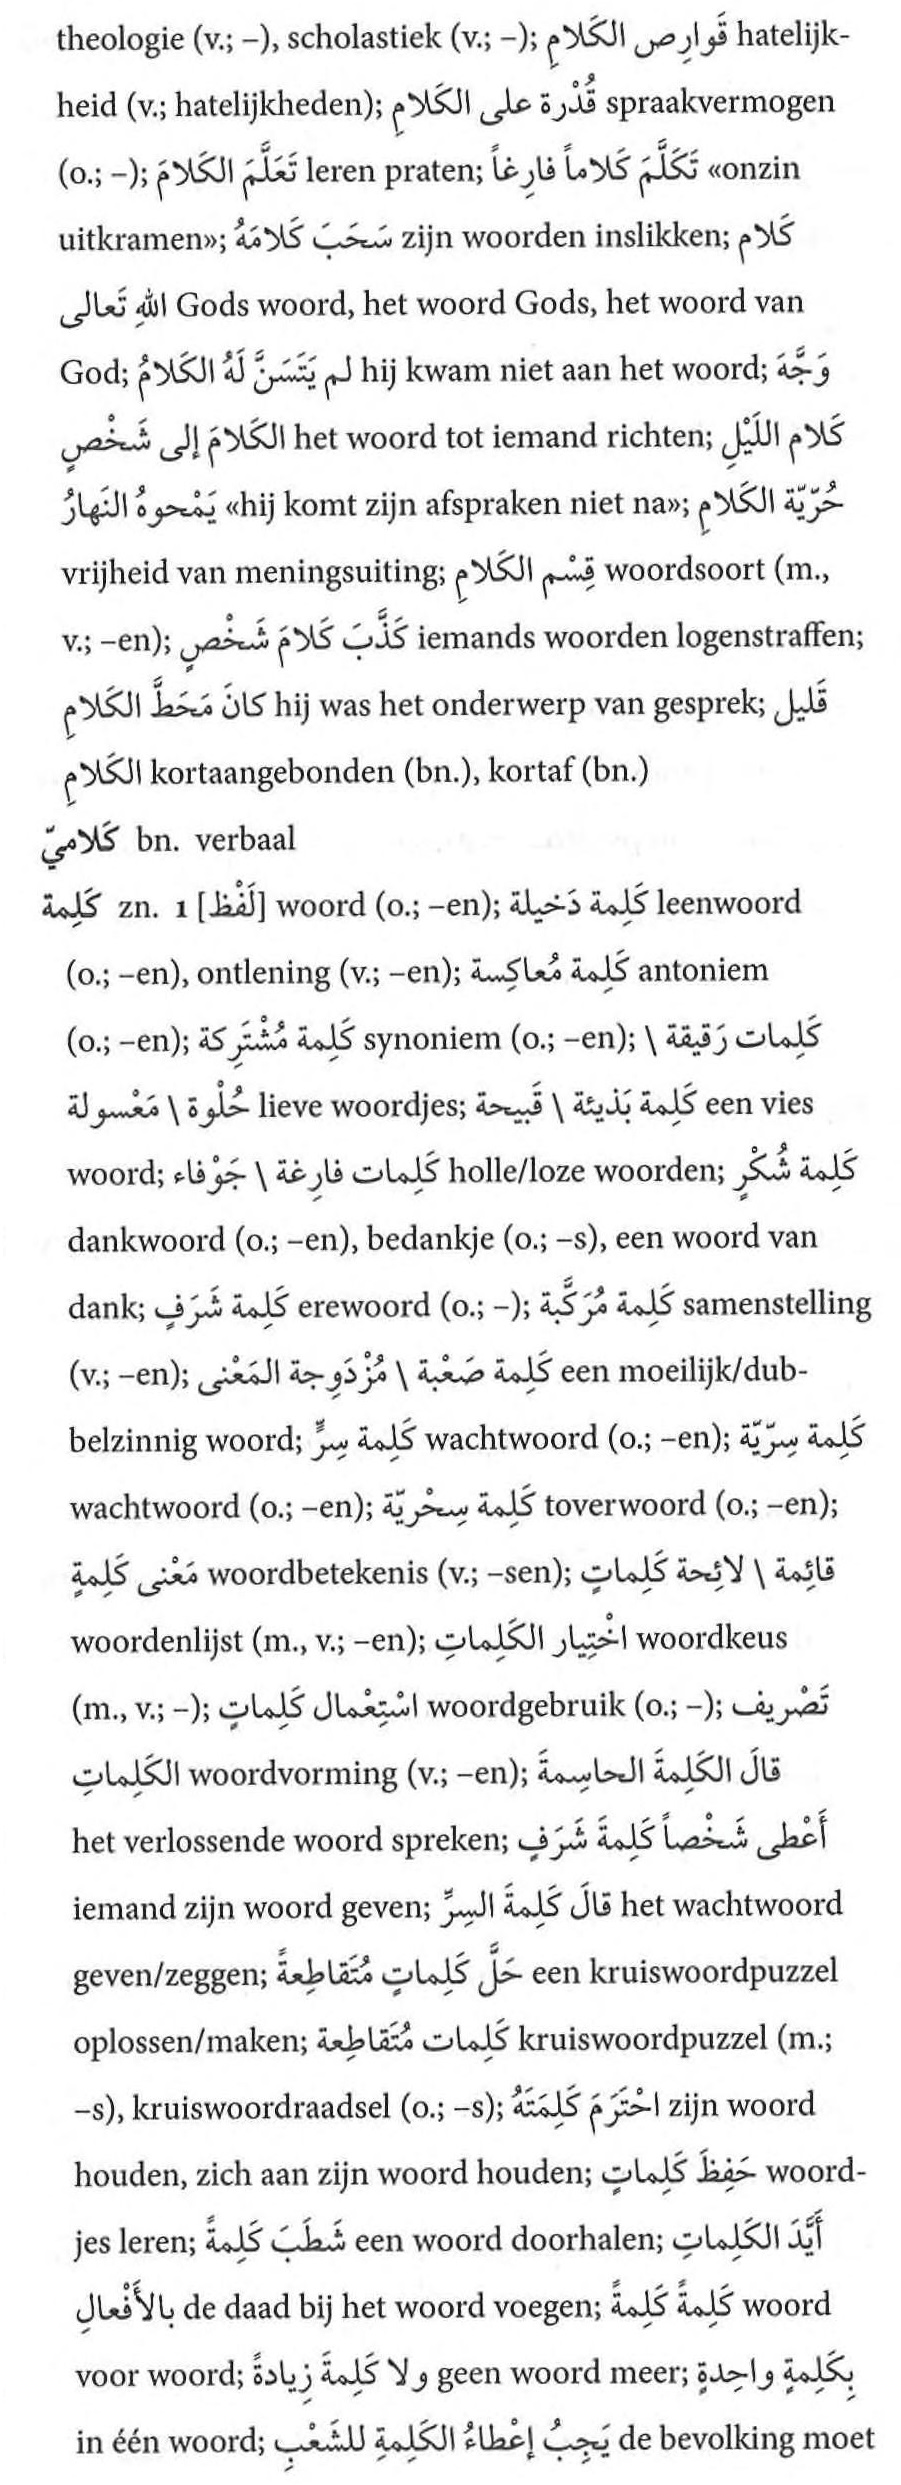 theologie (v.; –), scholastiek (v.; –); قَوارِص الكَلامِ hatelijk-
heid (v.; hatelijkheden); قُدْرة على الكَلامِ spraakvermogen
(o.; –); تَعَلَّمَ الكَلامَ leren praten; تَكَلَّمَ كَلاماً فارِغاً «onzin
uitkramen»; سَحَبَ كَلامَهُ zijn woorden inslikken; كَلام
اللهِ تَعالى Gods woord, het woord Gods, het woord van
God; لم يَتَسَنَّ لَهُ الكَلامُ hij kwam niet aan het woord; وَجَّهَ
الكَلامَ إلى شَخْصٍ het woord tot iemand richten; كَلام اللَيْلِ
يَمْحوهُ النَهارُ «hij komt zijn afspraken niet na»; حُرّيّة الكَلامِ
vrijheid van meningsuiting; قِسْم الكَلامِ woordsoort (m.,
v.; –en); كَذَّبَ كَلامَ شَخْصٍ iemands woorden logenstraffen;
كانَ مَحَطَّ الكَلامِ hij was het onderwerp van gesprek; قَليل
الكَلامِ kortaangebonden (bn.), kortaf (bn.)
كَلاميّ bn. verbaal
كَلِمة zn. 1 [لَفْظ] woord (o.; –en); كَلِمة دَخيلة leenwoord
(o.; –en), ontlening (v.; –en); كَلِمة مُعاكِسة antoniem
(o.; –en); كَلِمة مُشْتَرِكة synoniem (o.; –en); كَلِمات رَقيقة \
حُلْوة \ مَعْسولة lieve woordjes; كَلِمة بَذيئة \ قَبيحة een vies
woord; كَلِمات فارِغة \ جَوْفاء holle/loze woorden; كَلِمة شُكْرٍ
dankwoord (o.; –en), bedankje (o.; –s), een woord van
dank; كَلِمة شَرَفٍ erewoord (o.; –); كَلِمة مُرَكَّبة samenstelling
(v.; –en); كَلِمة صَعْبة \ مُزْدَوِجة المَعْنى een moeilijk/dub-
belzinnig woord; كَلِمة سِرٍّ wachtwoord (o.; –en); كَلِمة سِرّيّة
wachtwoord (o.; –en); كَلِمة سِحْريّة toverwoord (o.; –en);
مَعْنى كَلِمةٍ woordbetekenis (v.; –sen); قائِمة \ لائِحة كَلِماتٍ
woordenlijst (m., v.; –en); اخْتِيار الكَلِماتِ woordkeus
(m., v.; –); اسْتِعْمال كَلِماتٍ woordgebruik (o.; –); تَصْريف
الكَلِماتِ woordvorming (v.; –en); قالَ الكَلِمةَ الحاسِمةَ
het verlossende woord spreken; أَعْطى شَخْصاً كَلِمةَ شَرَفٍ
iemand zijn woord geven; قالَ كَلِمةَ السِرِّ het wachtwoord
geven/zeggen; حَلَّ كَلِماتٍ مُتَقاطِعةً een kruiswoordpuzzel
oplossen/maken; كَلِمات مُتَقاطِعة kruiswoordpuzzel (m.;
–s), kruiswoordraadsel (o.; –s); احْتَرَمَ كَلِمَتَهُ zijn woord
houden, zich aan zijn woord houden; حَفِظَ كَلِماتٍ woord-
jes leren; شَطَبَ كَلِمةً een woord doorhalen; أَيَّدَ الكَلِماتِ
بالأَفْعالِ de daad bij het woord voegen; كَلِمةً كَلِمةً woord
voor woord; ولا كَلِمةَ زِيادةً geen woord meer; بِكَلِمةٍ واحِدةٍ
in één woord; يَجِبُ إعْطاءُ الكَلِمةِ للشَعْبِ de bevolking moet